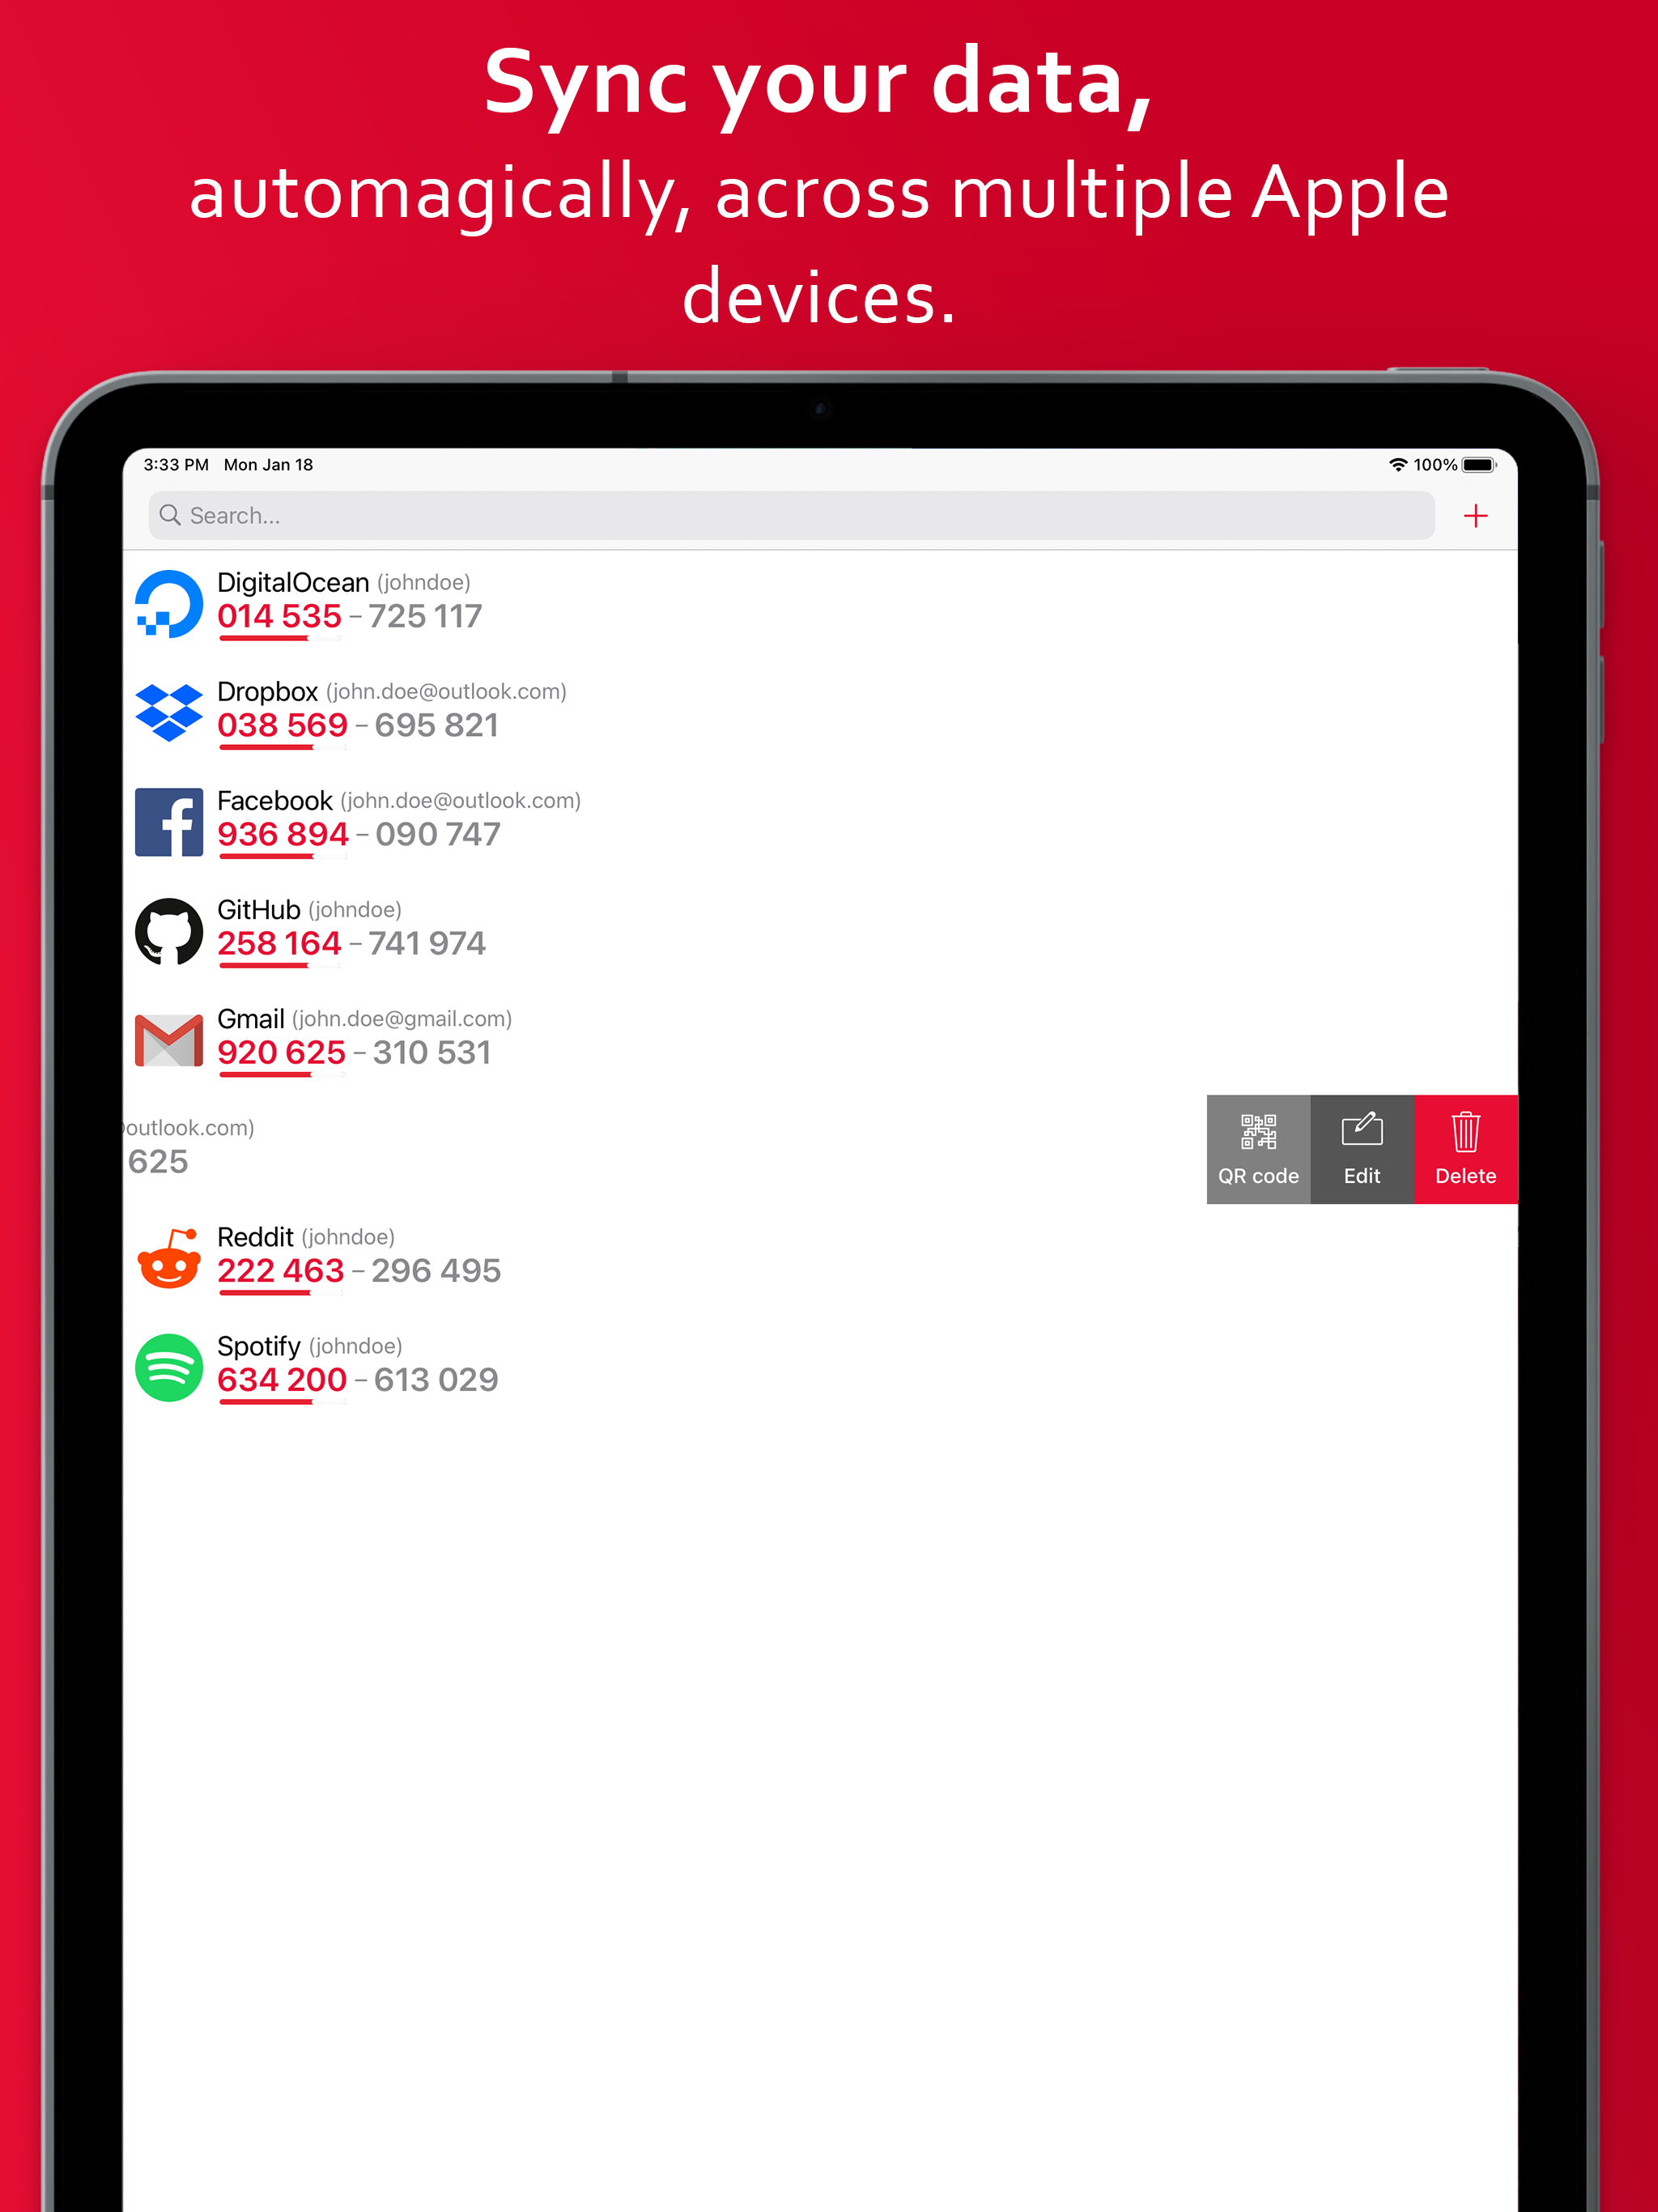 Sync your data,
automagically, across multiple Apple
devices.
3:33 PM Mon Jan 18
100%
Search...
DigitalOcean (johndoe)
014 535 – 725 117
Dropbox (john.doe@outlook.com)
038 569 – 695 821
Facebook (john.doe@outlook.com)
936 894 – 090 747
GitHub (johndoe)
258 164 – 741 974
Gmail (john.doe@gmail.com)
920 625 – 310 531
outlook.com)
625
QR code Edit Delete
Reddit (johndoe)
222 463 – 296 495
Spotify (johndoe)
634 200 – 613 029